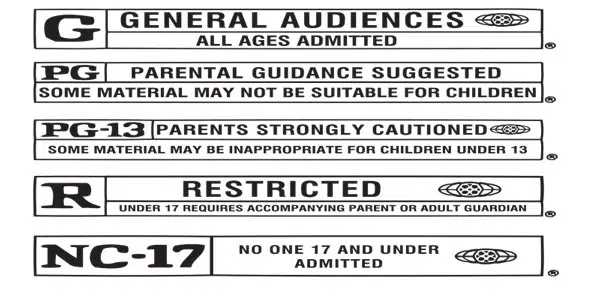 G GENERAL AUDIENCES
ALL AGES ADMITTED ®
PG PARENTAL GUIDANCE SUGGESTED
SOME MATERIAL MAY NOT BE SUITABLE FOR CHILDREN ®
PG-13 PARENTS STRONGLY CAUTIONED
SOME MATERIAL MAY BE INAPPROPRIATE FOR CHILDREN UNDER 13 ®
R RESTRICTED
UNDER 17 REQUIRES ACCOMPANYING PARENT OR ADULT GUARDIAN ®
NC-17 NO ONE 17 AND UNDER
ADMITTED ®